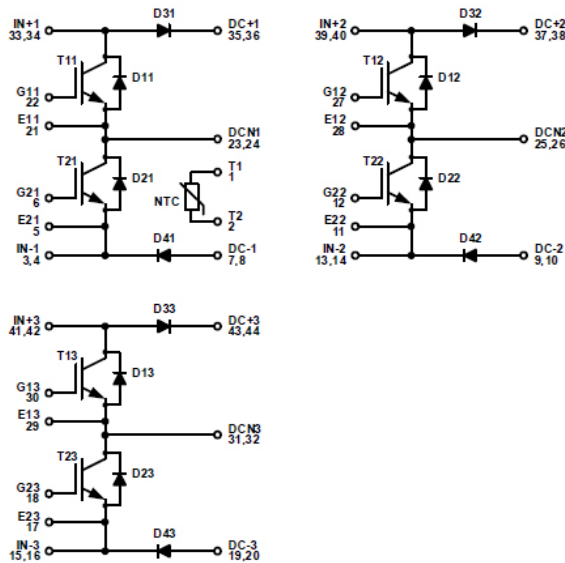 IN+1
33,34
D31
DC+1
35,36
T11
D11
G11
22
E11
21
DCN1
23,24
T21
D21
G21
6
E21
5
T1
1
NTC
T2
2
IN-1
3,4
D41
DC-1
7,8
IN+2
39,40
D32
DC+2
37,38
T12
D12
G12
27
E12
28
DCN2
25,26
T22
D22
G22
12
E22
11
IN-2
13,14
D42
DC-2
9,10
IN+3
41,42
D33
DC+3
43,44
T13
D13
G13
30
E13
29
DCN3
31,32
T23
D23
G23
18
E23
17
IN-3
15,16
D43
DC-3
19,20